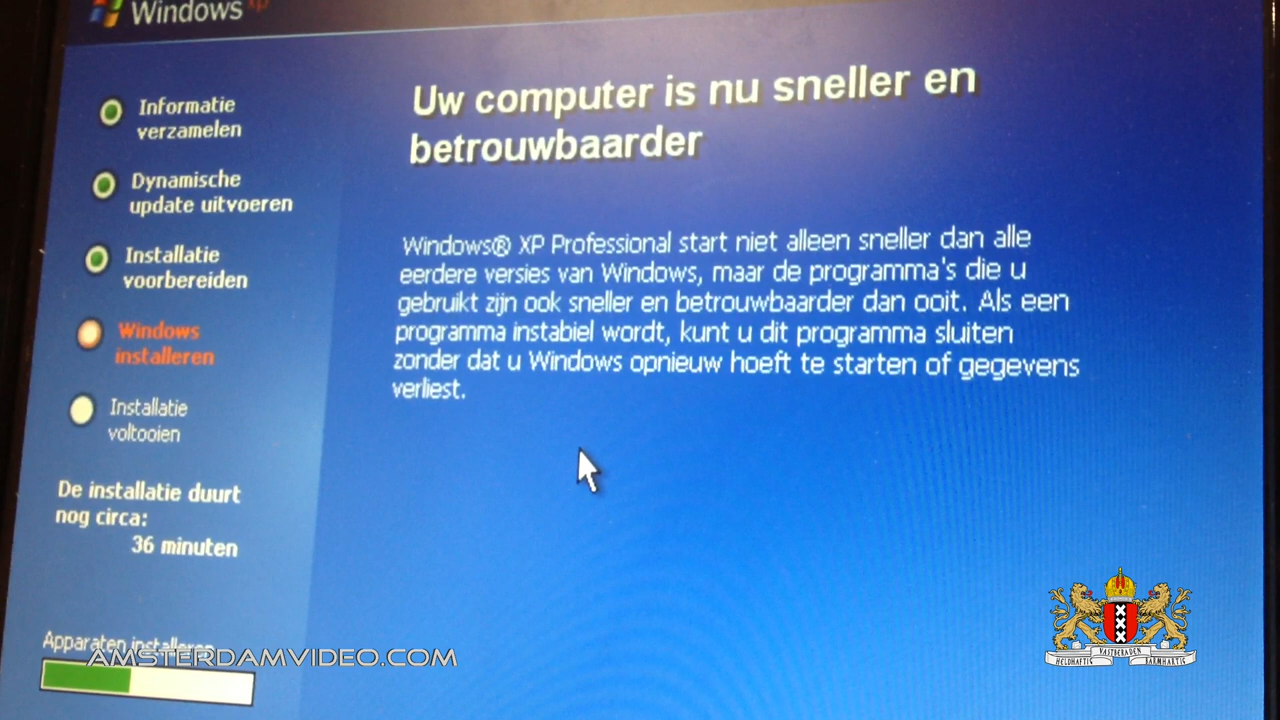 Windows xp
Informatie
verzamelen
Dynamische
update uitvoeren
Installatie
voorbereiden
Windows
installeren
Installatie
voltooien
De installatie duurt
nog circa:
36 minuten
Apparaten installeren
Uw computer is nu sneller en
betrouwbaarder
Windows® XP Professional start niet alleen sneller dan alle
eerdere versies van Windows, maar de programma's die u
gebruikt zijn ook sneller en betrouwbaarder dan ooit. Als een
programma instabiel wordt, kunt u dit programma sluiten
zonder dat u Windows opnieuw hoeft te starten of gegevens
verliest.
AMSTERDAMVIDEO.COM
HELDHAFTIG VASTBERADEN BARMHARTIG